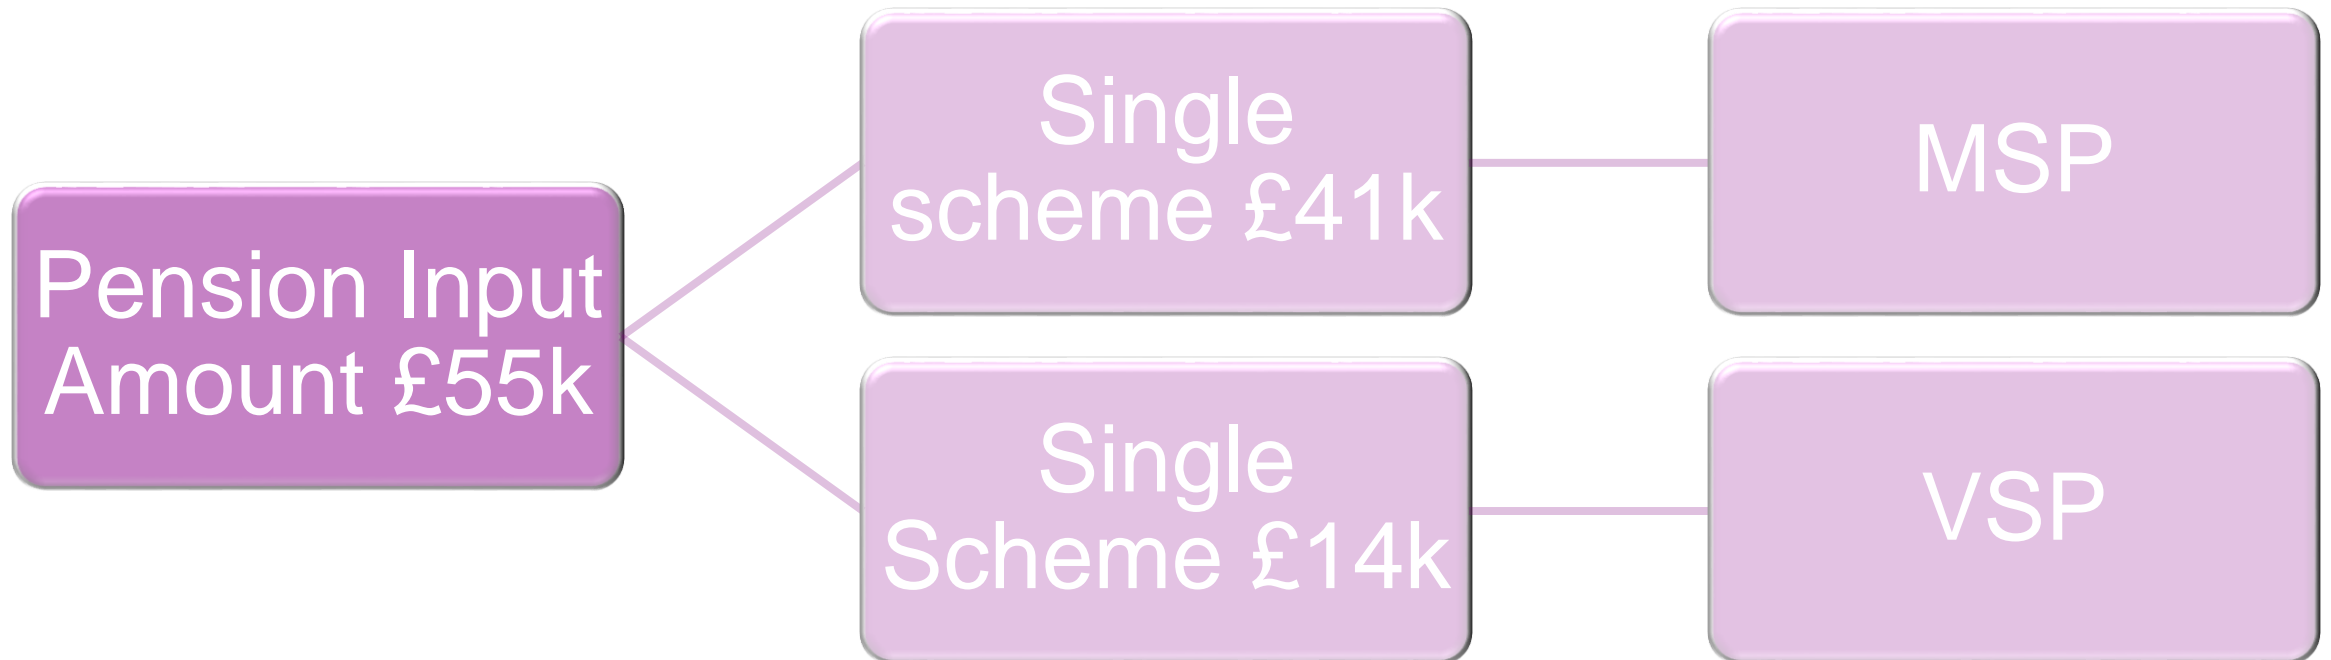 Pension Input
Amount £55k
Single
scheme £41k
MSP
Single
Scheme £14k
VSP